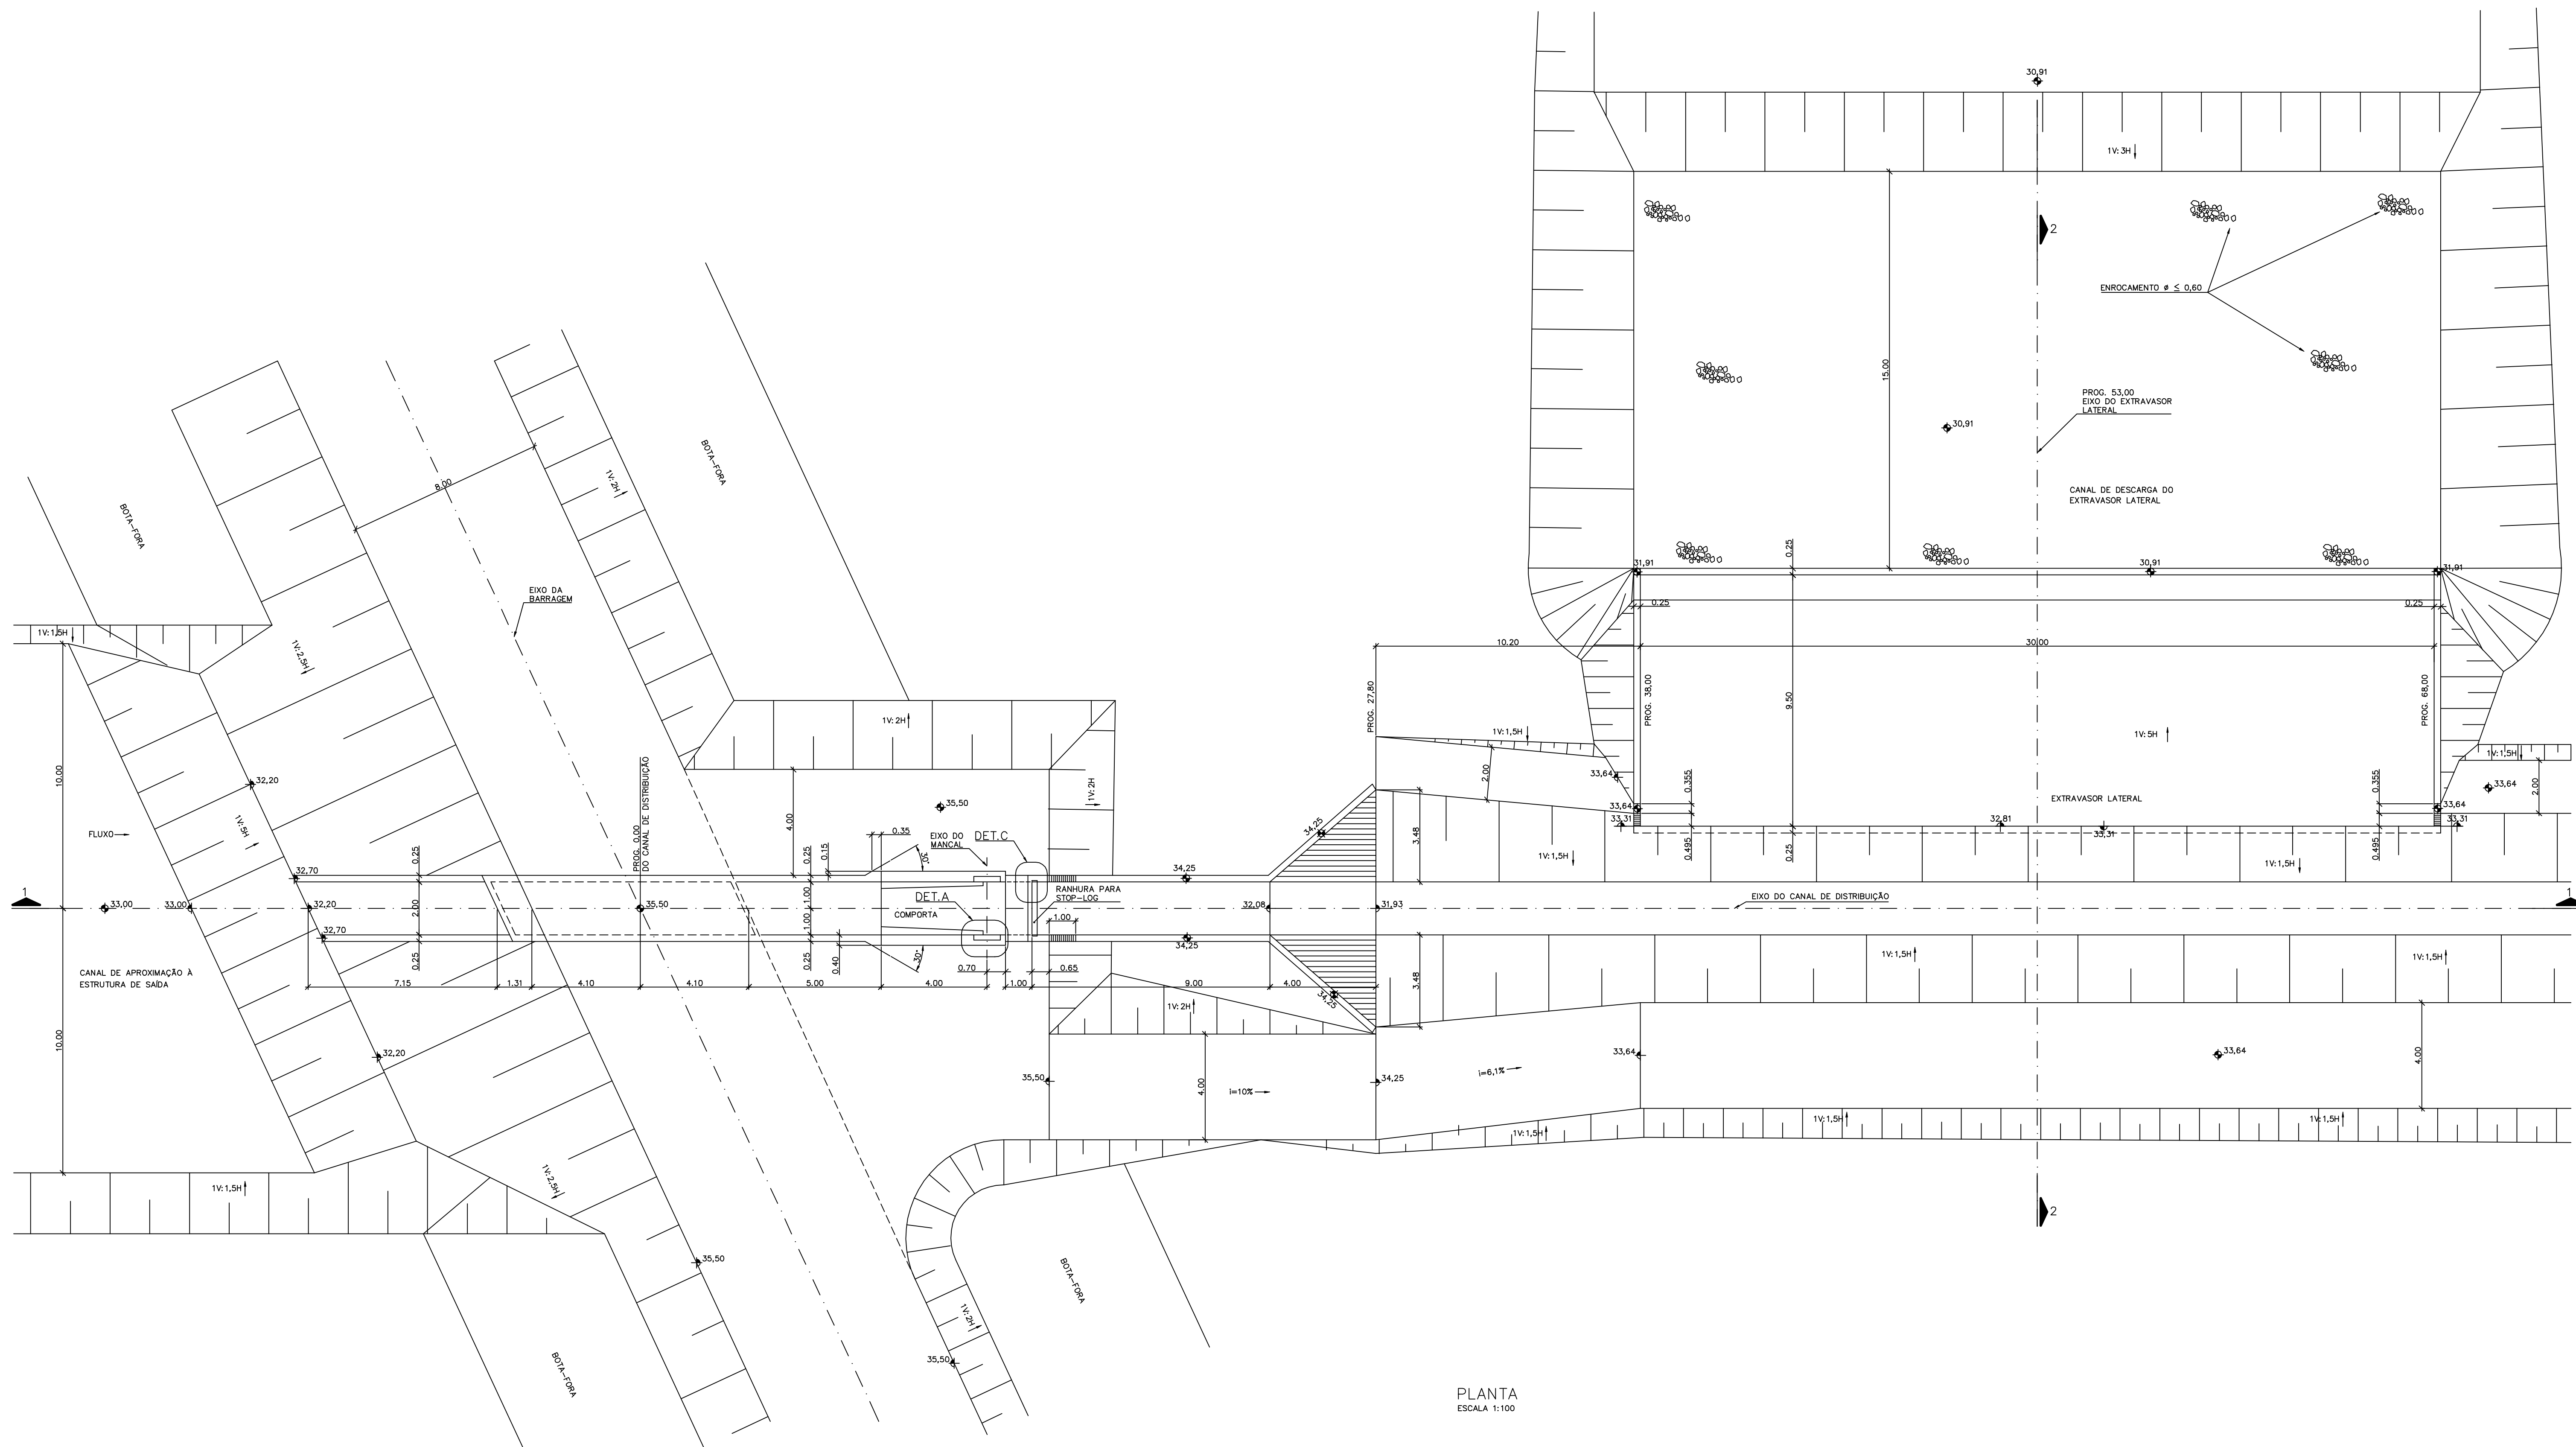 30,91
1V:3H
2
ENROCAMENTO ø ≤ 0,60
15.00
PROG. 53,00
EIXO DO EXTRAVASOR
LATERAL
30,91
BOTA-FORA
1V:2H
8.00
BOTA-FORA
CANAL DE DESCARGA DO
EXTRAVASOR LATERAL
0.25
31,91
30,91
31,91
EIXO DA
BARRAGEM
0.25
0.25
1V:1,5H
1V:2,5H
10.20
30.00
PROG. 27,80
PROG. 38,00
9.50
PROG. 68,00
1V:2H
1V:1,5H
1V:5H
1V:1,5H
10.00
32,20
PROG. 0,00
DO CANAL DE DISTRIBUIÇÃO
1V:2H
2.00
33,64
0.355
0.355
33,64
2.00
35,50
EXTRAVASOR LATERAL
33,64
33,64
FLUXO
1V:5H
4.00
0.35
EIXO DO
MANCAL
DET.C
34,25
33,31
32,81
33,31
33,31
3.48
0.495
0.25
0.495
0.25
0.25
0.15
30°
1V:1,5H
1V:1,5H
32,70
34,25
1
33,00
33,00
32,20
2.00
35,50
1.00
1.00
DET.A
COMPORTA
RANHURA PARA
STOP-LOG
1.00
32,08
31,93
EIXO DO CANAL DE DISTRIBUIÇÃO
1
32,70
34,25
0.25
0.25
0.40
30°
0.70
0.65
1V:1,5H
1V:1,5H
CANAL DE APROXIMAÇÃO À
ESTRUTURA DE SAÍDA
7.15
1.31
4.10
4.10
5.00
4.00
1.00
9.00
4.00
3.48
34,25
1V:2H
10.00
32,20
33,64
33,64
4.00
35,50
4.00
i=10%
34,25
i=6,1%
1V:1,5H
1V:1,5H
1V:1,5H
1V:1,5H
1V:2,5H
2
35,50
BOTA-FORA
1V:2H
35,50
BOTA-FORA
PLANTA
ESCALA 1:100